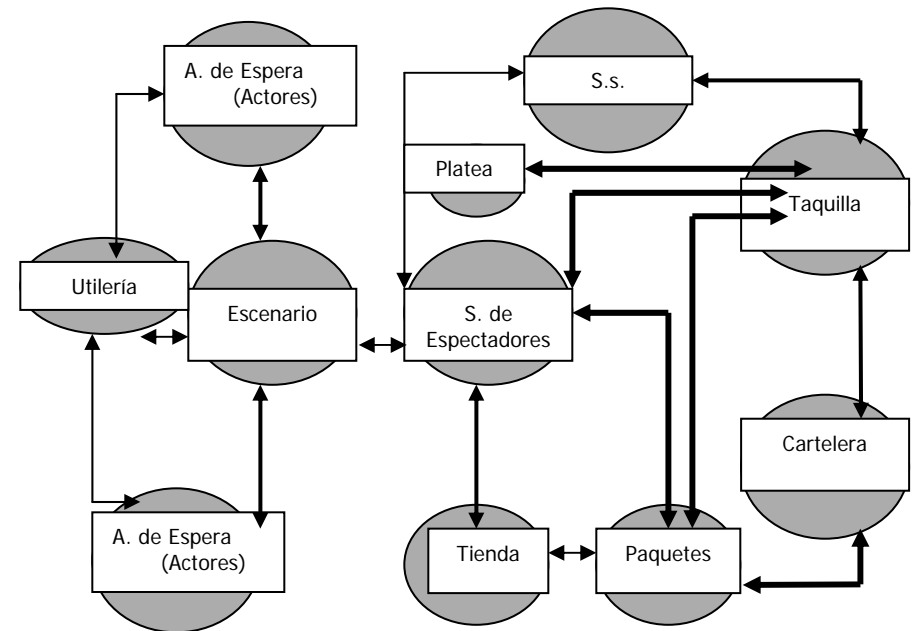 A. de Espera
(Actores)
S.s.
Platea
Taquilla
Utilería
Escenario
S. de
Espectadores
Cartelera
A. de Espera
(Actores)
Tienda
Paquetes